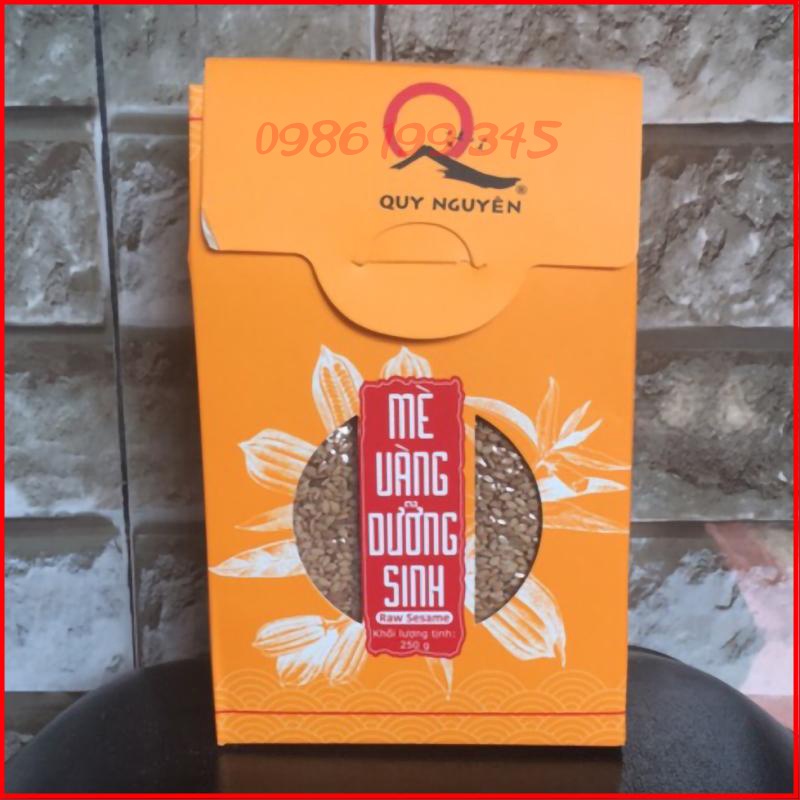 0986 199 345
®
QUY NGUYÊN
MÈ
VÀNG
DƯỠNG
SINH
Raw Sesame
Khối lượng tịnh:
250 g